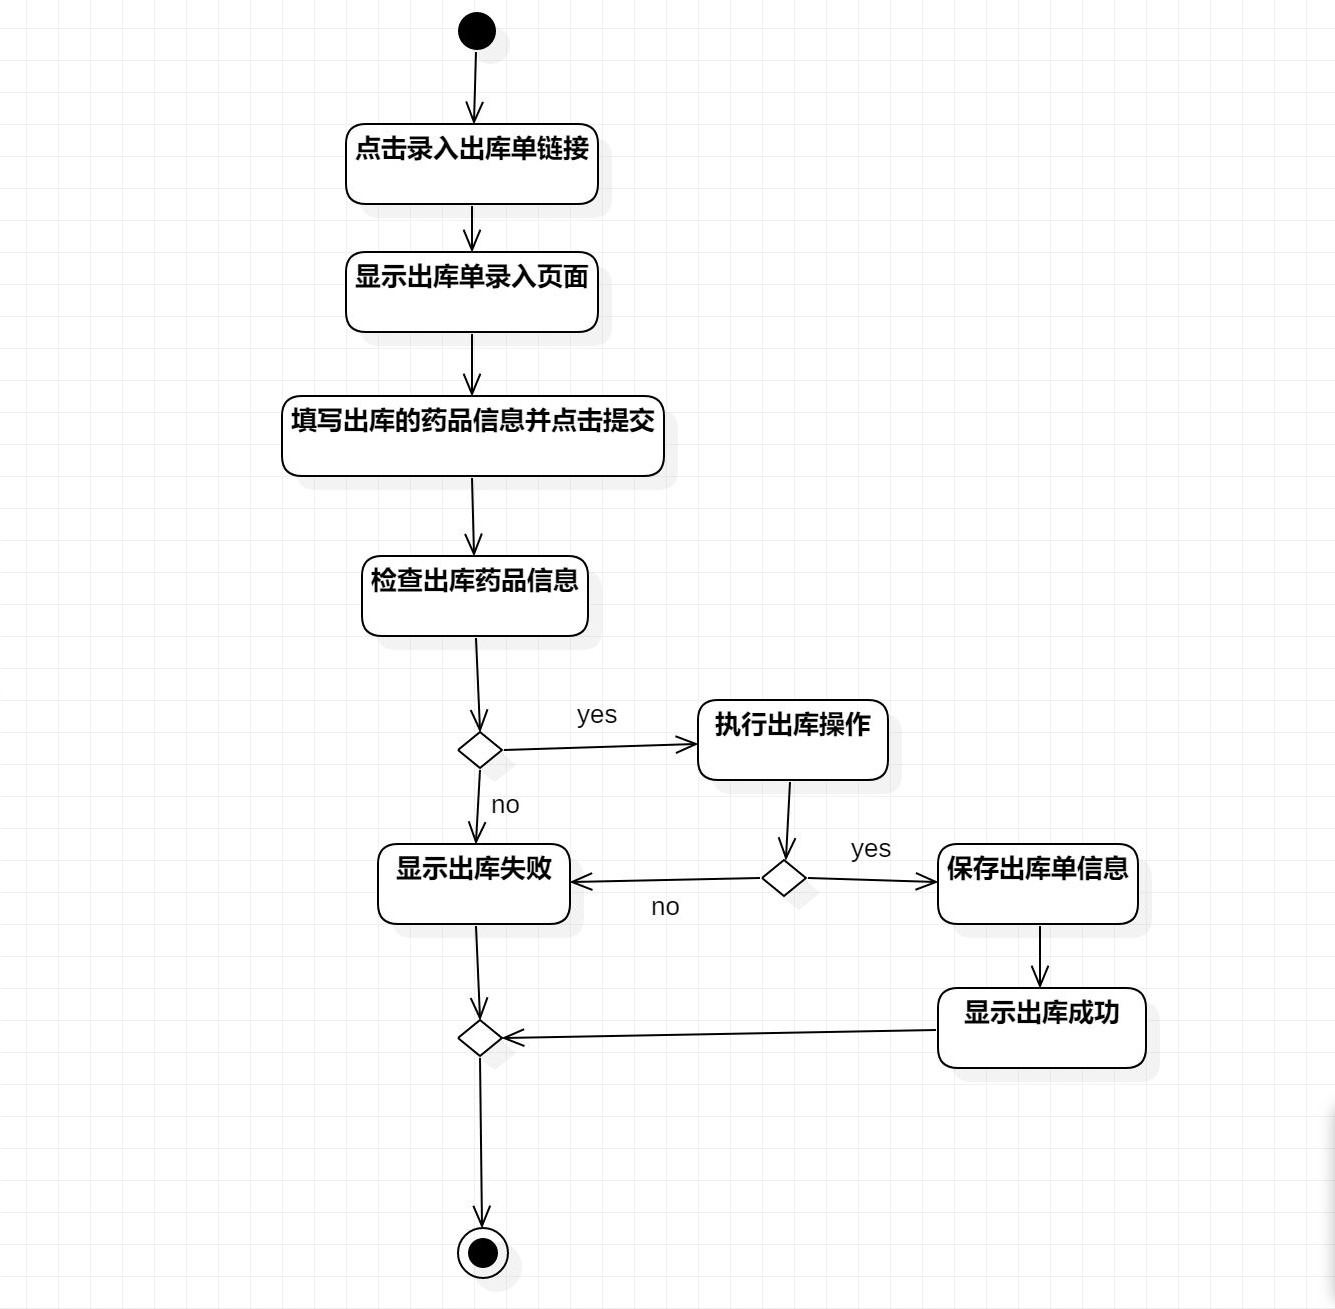 点击录入出库单链接
显示出库单录入页面
填写出库的药品信息并点击提交
检查出库药品信息
yes
执行出库操作
no
yes
显示出库失败
保存出库单信息
no
显示出库成功